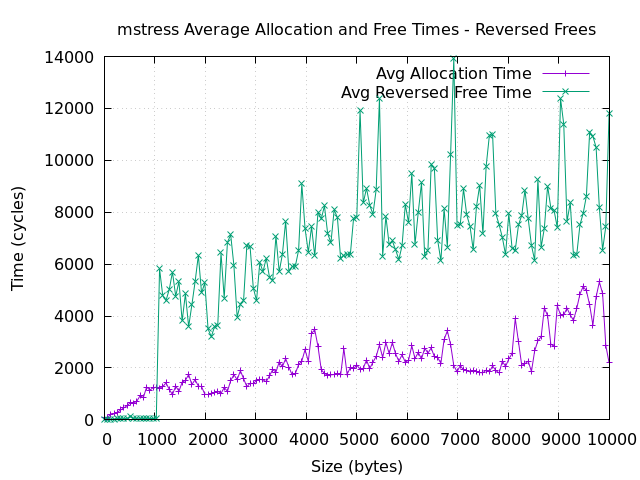 mstress Average Allocation and Free Times - Reversed Frees
14000
12000
10000
8000
6000
4000
2000
0
Time (cycles)
Avg Allocation Time
Avg Reversed Free Time
0 1000 2000 3000 4000 5000 6000 7000 8000 9000 10000
Size (bytes)